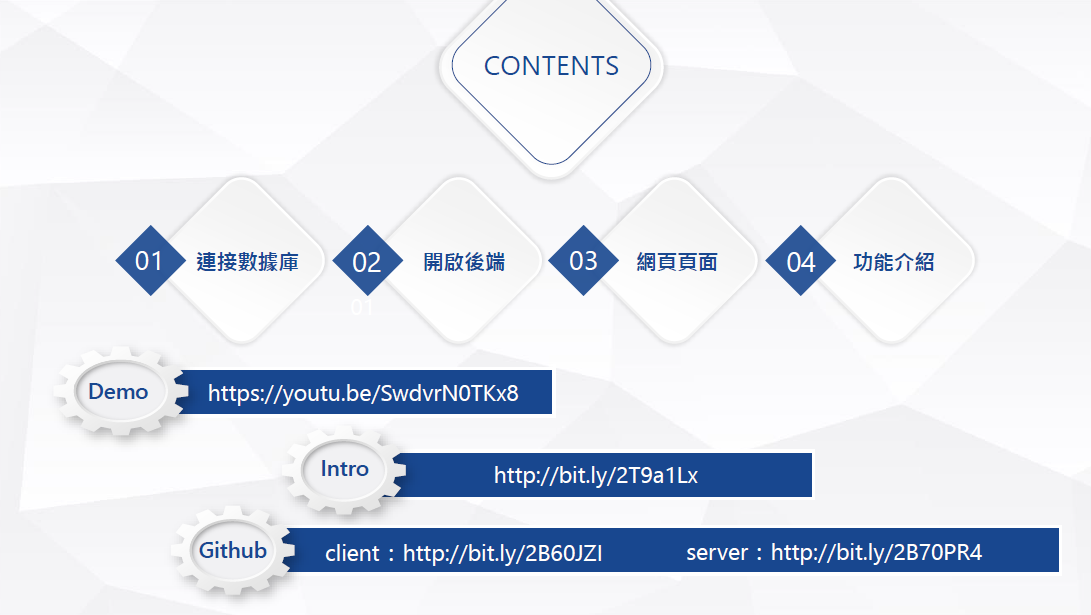 CONTENTS
01 連接數據庫
02 開啟後端
03 網頁頁面
04 功能介紹
01
Demo https://youtu.be/SwdvrN0TKx8
Intro http://bit.ly/2T9a1Lx
Github client：http://bit.ly/2B60JZI server：http://bit.ly/2B70PR4